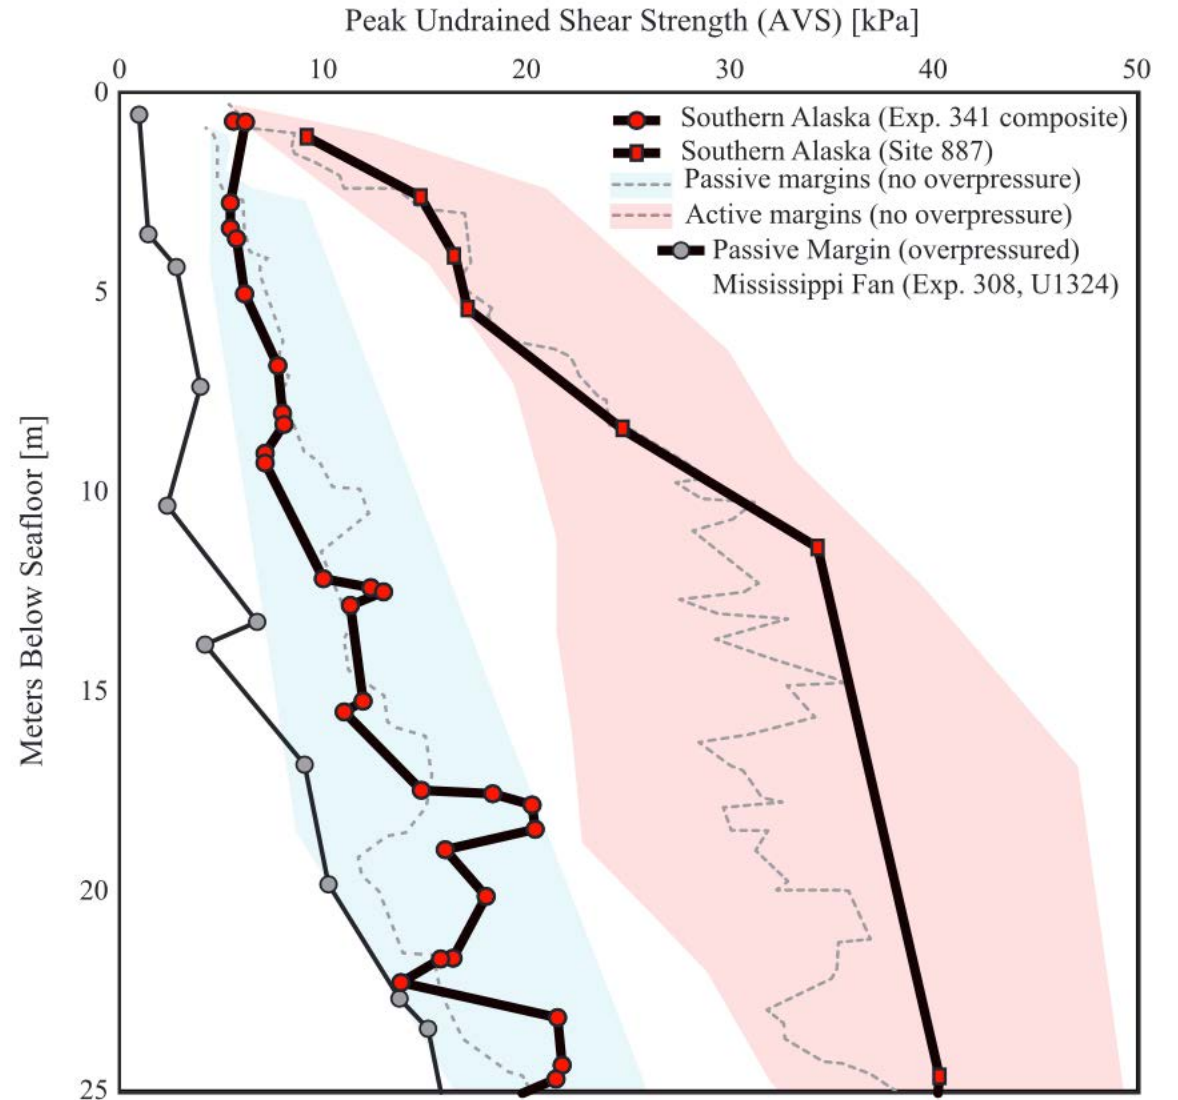 Peak Undrained Shear Strength (AVS) [kPa]
0 10 20 30 40 50
0
Southern Alaska (Exp. 341 composite)
Southern Alaska (Site 887)
Passive margins (no overpressure)
Active margins (no overpressure)
Passive Margin (overpressured)
Mississippi Fan (Exp. 308, U1324)
5
10
15
20
25
Meters Below Seafloor [m]